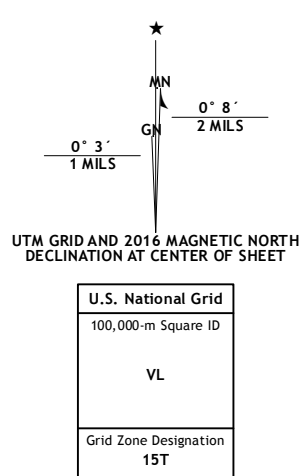 ★
MN
0° 8´
2 MILS
GN
0° 3´
1 MILS
UTM GRID AND 2016 MAGNETIC NORTH
DECLINATION AT CENTER OF SHEET
U.S. National Grid
100,000-m Square ID
VL
Grid Zone Designation
15T